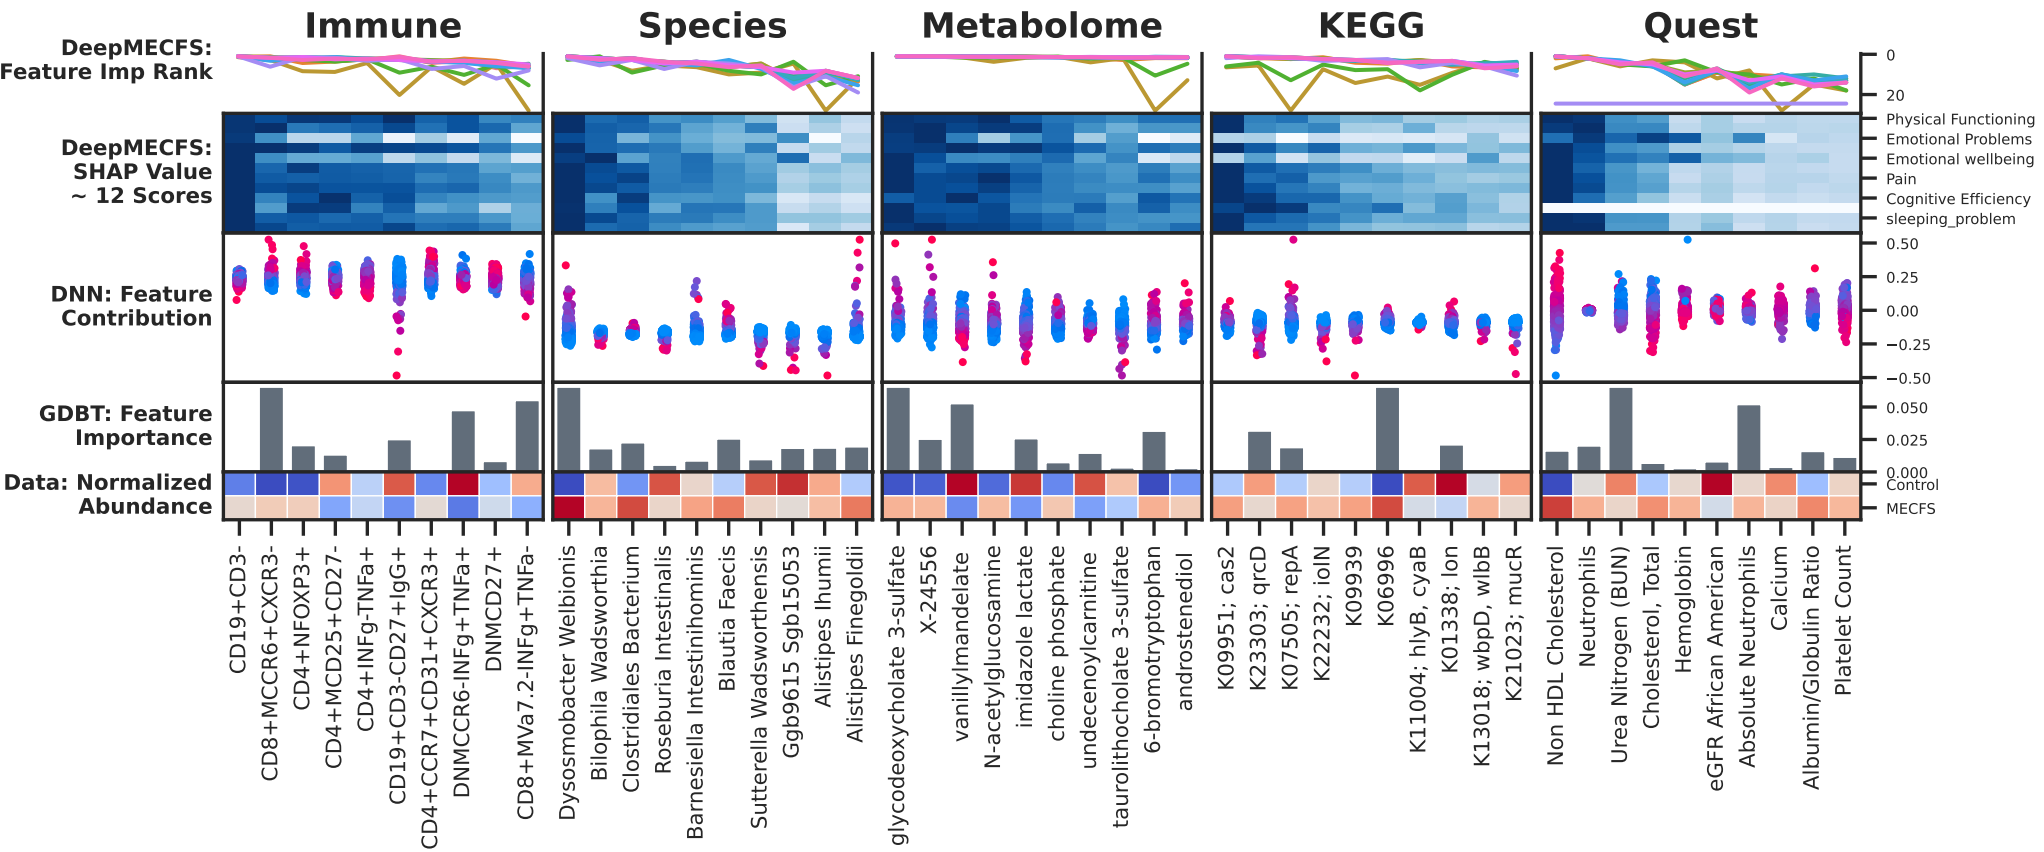 Immune
Species
Metabolome
KEGG
Quest
DeepMECFS:
Feature Imp Rank
0
20
DeepMECFS:
SHAP Value
~ 12 Scores
Physical Functioning
Emotional Problems
Emotional wellbeing
Pain
Cognitive Efficiency
sleeping_problem
DNN: Feature
Contribution
0.50
0.25
0.00
−0.25
−0.50
GDBT: Feature
Importance
0.050
0.025
0.000
Data: Normalized
Abundance
Control
MECFS
CD19+CD3-
CD8+MCCR6+CXCR3-
CD4+NFOXP3+
CD4+MCD25+CD27-
CD4+INFg-TNFa+
CD19+CD3-CD27+IgG+
CD4+CCR7+CD31+CXCR3+
DNMCCR6-INFg+TNFa+
DNMCD27+
CD8+MVa7.2-INFg+TNFa-
Dysosmobacter Welbionis
Bilophila Wadsworthia
Clostridiales Bacterium
Roseburia Intestinalis
Barnesiella Intestinihominis
Blautia Faecis
Sutterella Wadsworthensis
Ggb9615 Sgb15053
Alistipes Ihumii
Alistipes Finegoldii
glycodeoxycholate 3-sulfate
X-24556
vanillylmandelate
N-acetylglucosamine
imidazole lactate
choline phosphate
undecenoylcarnitine
taurolithocholate 3-sulfate
6-bromotryptophan
androstenediol
K09951; cas2
K23303; qrcD
K07505; repA
K22232; iolN
K09939
K06996
K11004; hlyB, cyaB
K01338; lon
K13018; wbpD, wlbB
K21023; mucR
Non HDL Cholesterol
Neutrophils
Urea Nitrogen (BUN)
Cholesterol, Total
Hemoglobin
eGFR African American
Absolute Neutrophils
Calcium
Albumin/Globulin Ratio
Platelet Count